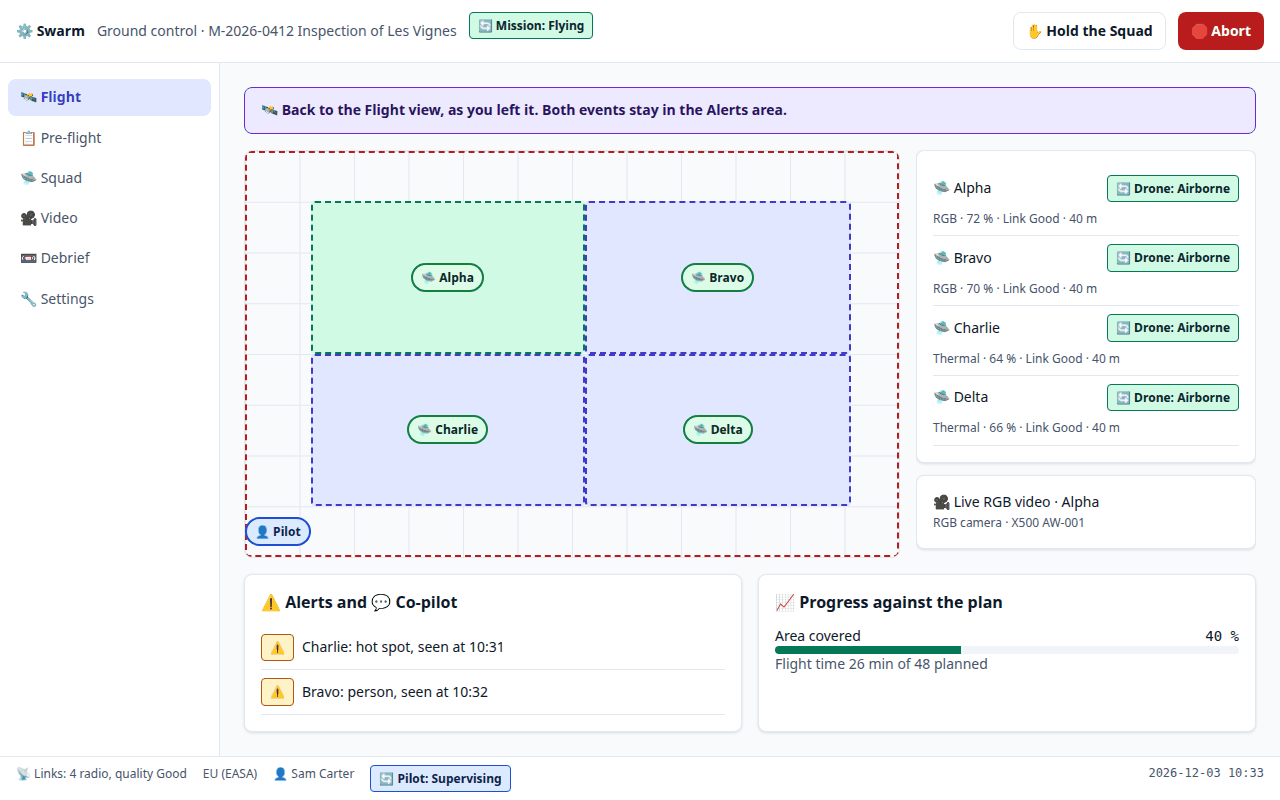 ⚙️ Swarm Ground control · M-2026-0412 Inspection of Les Vignes 🔄 Mission: Flying ✋ Hold the Squad 🛑 Abort
🛰️ Flight
📋 Pre-flight
🛸 Squad
🎥 Video
📼 Debrief
🔧 Settings
🛰️ Back to the Flight view, as you left it. Both events stay in the Alerts area.
🛸 Alpha
🛸 Bravo
🛸 Charlie
🛸 Delta
👤 Pilot
🛸 Alpha 🔄 Drone: Airborne
RGB · 72 % · Link Good · 40 m
🛸 Bravo 🔄 Drone: Airborne
RGB · 70 % · Link Good · 40 m
🛸 Charlie 🔄 Drone: Airborne
Thermal · 64 % · Link Good · 40 m
🛸 Delta 🔄 Drone: Airborne
Thermal · 66 % · Link Good · 40 m
🎥 Live RGB video · Alpha
RGB camera · X500 AW-001
⚠️ Alerts and 💬 Co-pilot
⚠️ Charlie: hot spot, seen at 10:31
⚠️ Bravo: person, seen at 10:32
📈 Progress against the plan
Area covered 40 %
Flight time 26 min of 48 planned
📡 Links: 4 radio, quality Good EU (EASA) 👤 Sam Carter 🔄 Pilot: Supervising 2026-12-03 10:33